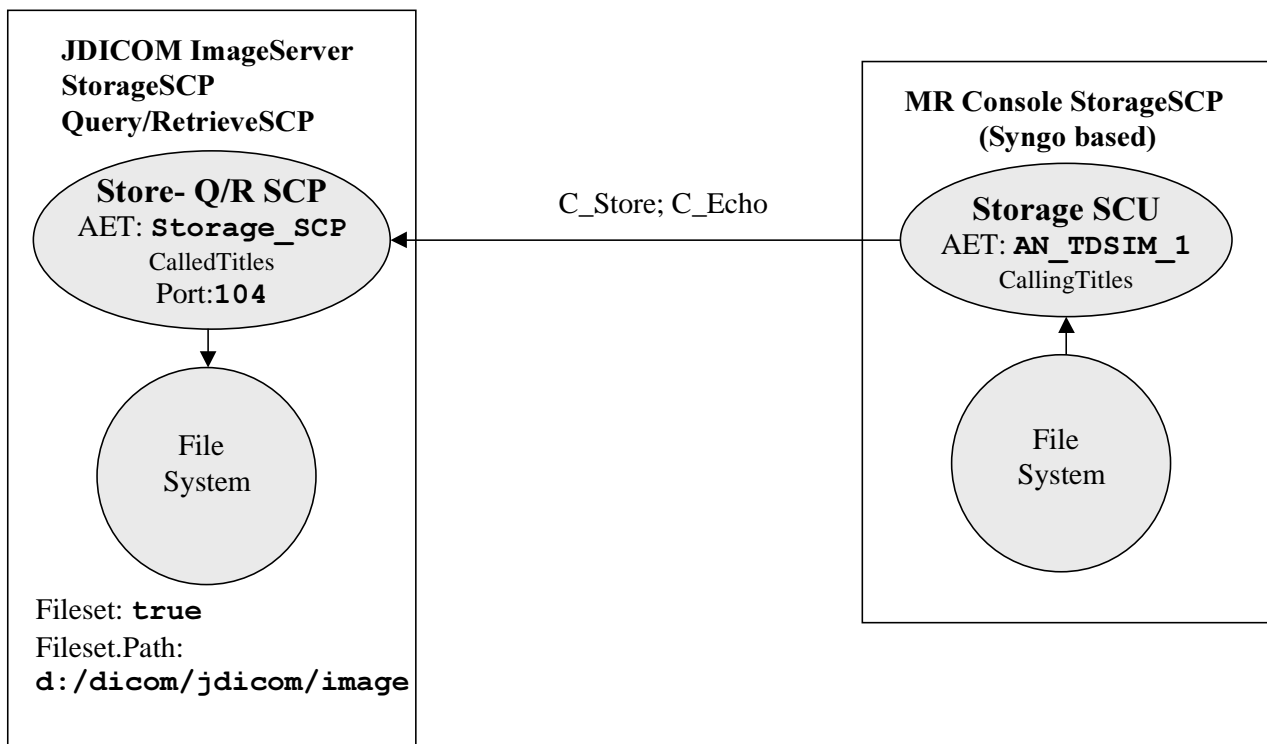 JDICOM ImageServer
StorageSCP
Query/RetrieveSCP
Store- Q/R SCP
AET: Storage_SCP
CalledTitles
Port:104
File
System
Fileset: true
Fileset.Path:
d:/dicom/jdicom/image
C_Store; C_Echo
MR Console StorageSCP
(Syngo based)
Storage SCU
AET: AN_TDSIM_1
CallingTitles
File
System